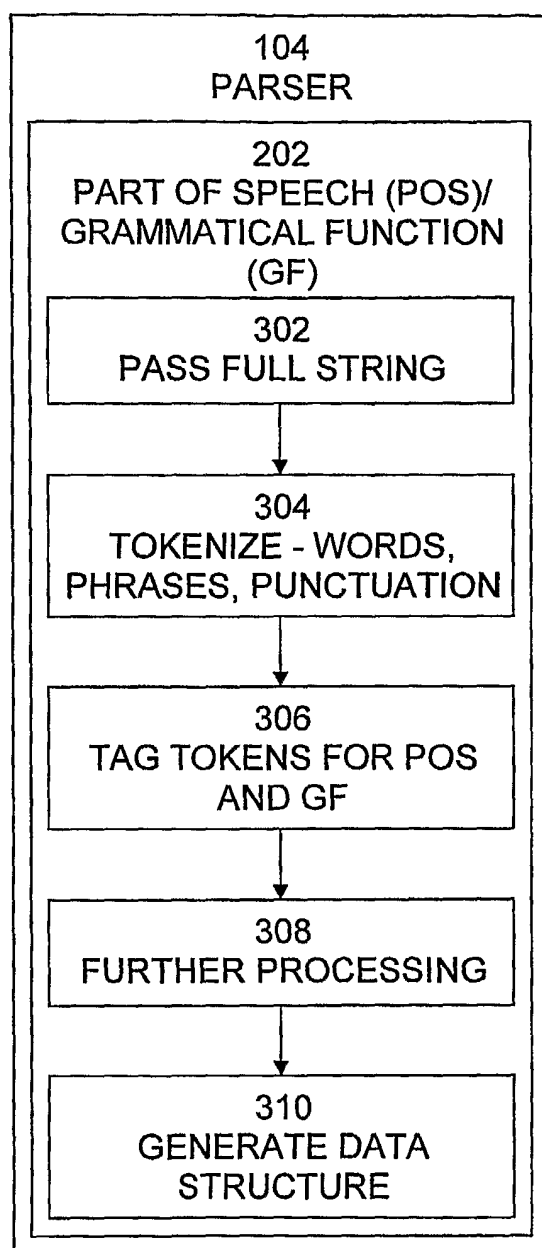 104
PARSER
202
PART OF SPEECH (POS)/
GRAMMATICAL FUNCTION
(GF)
302
PASS FULL STRING
304
TOKENIZE - WORDS,
PHRASES, PUNCTUATION
306
TAG TOKENS FOR POS
AND GF
308
FURTHER PROCESSING
310
GENERATE DATA
STRUCTURE